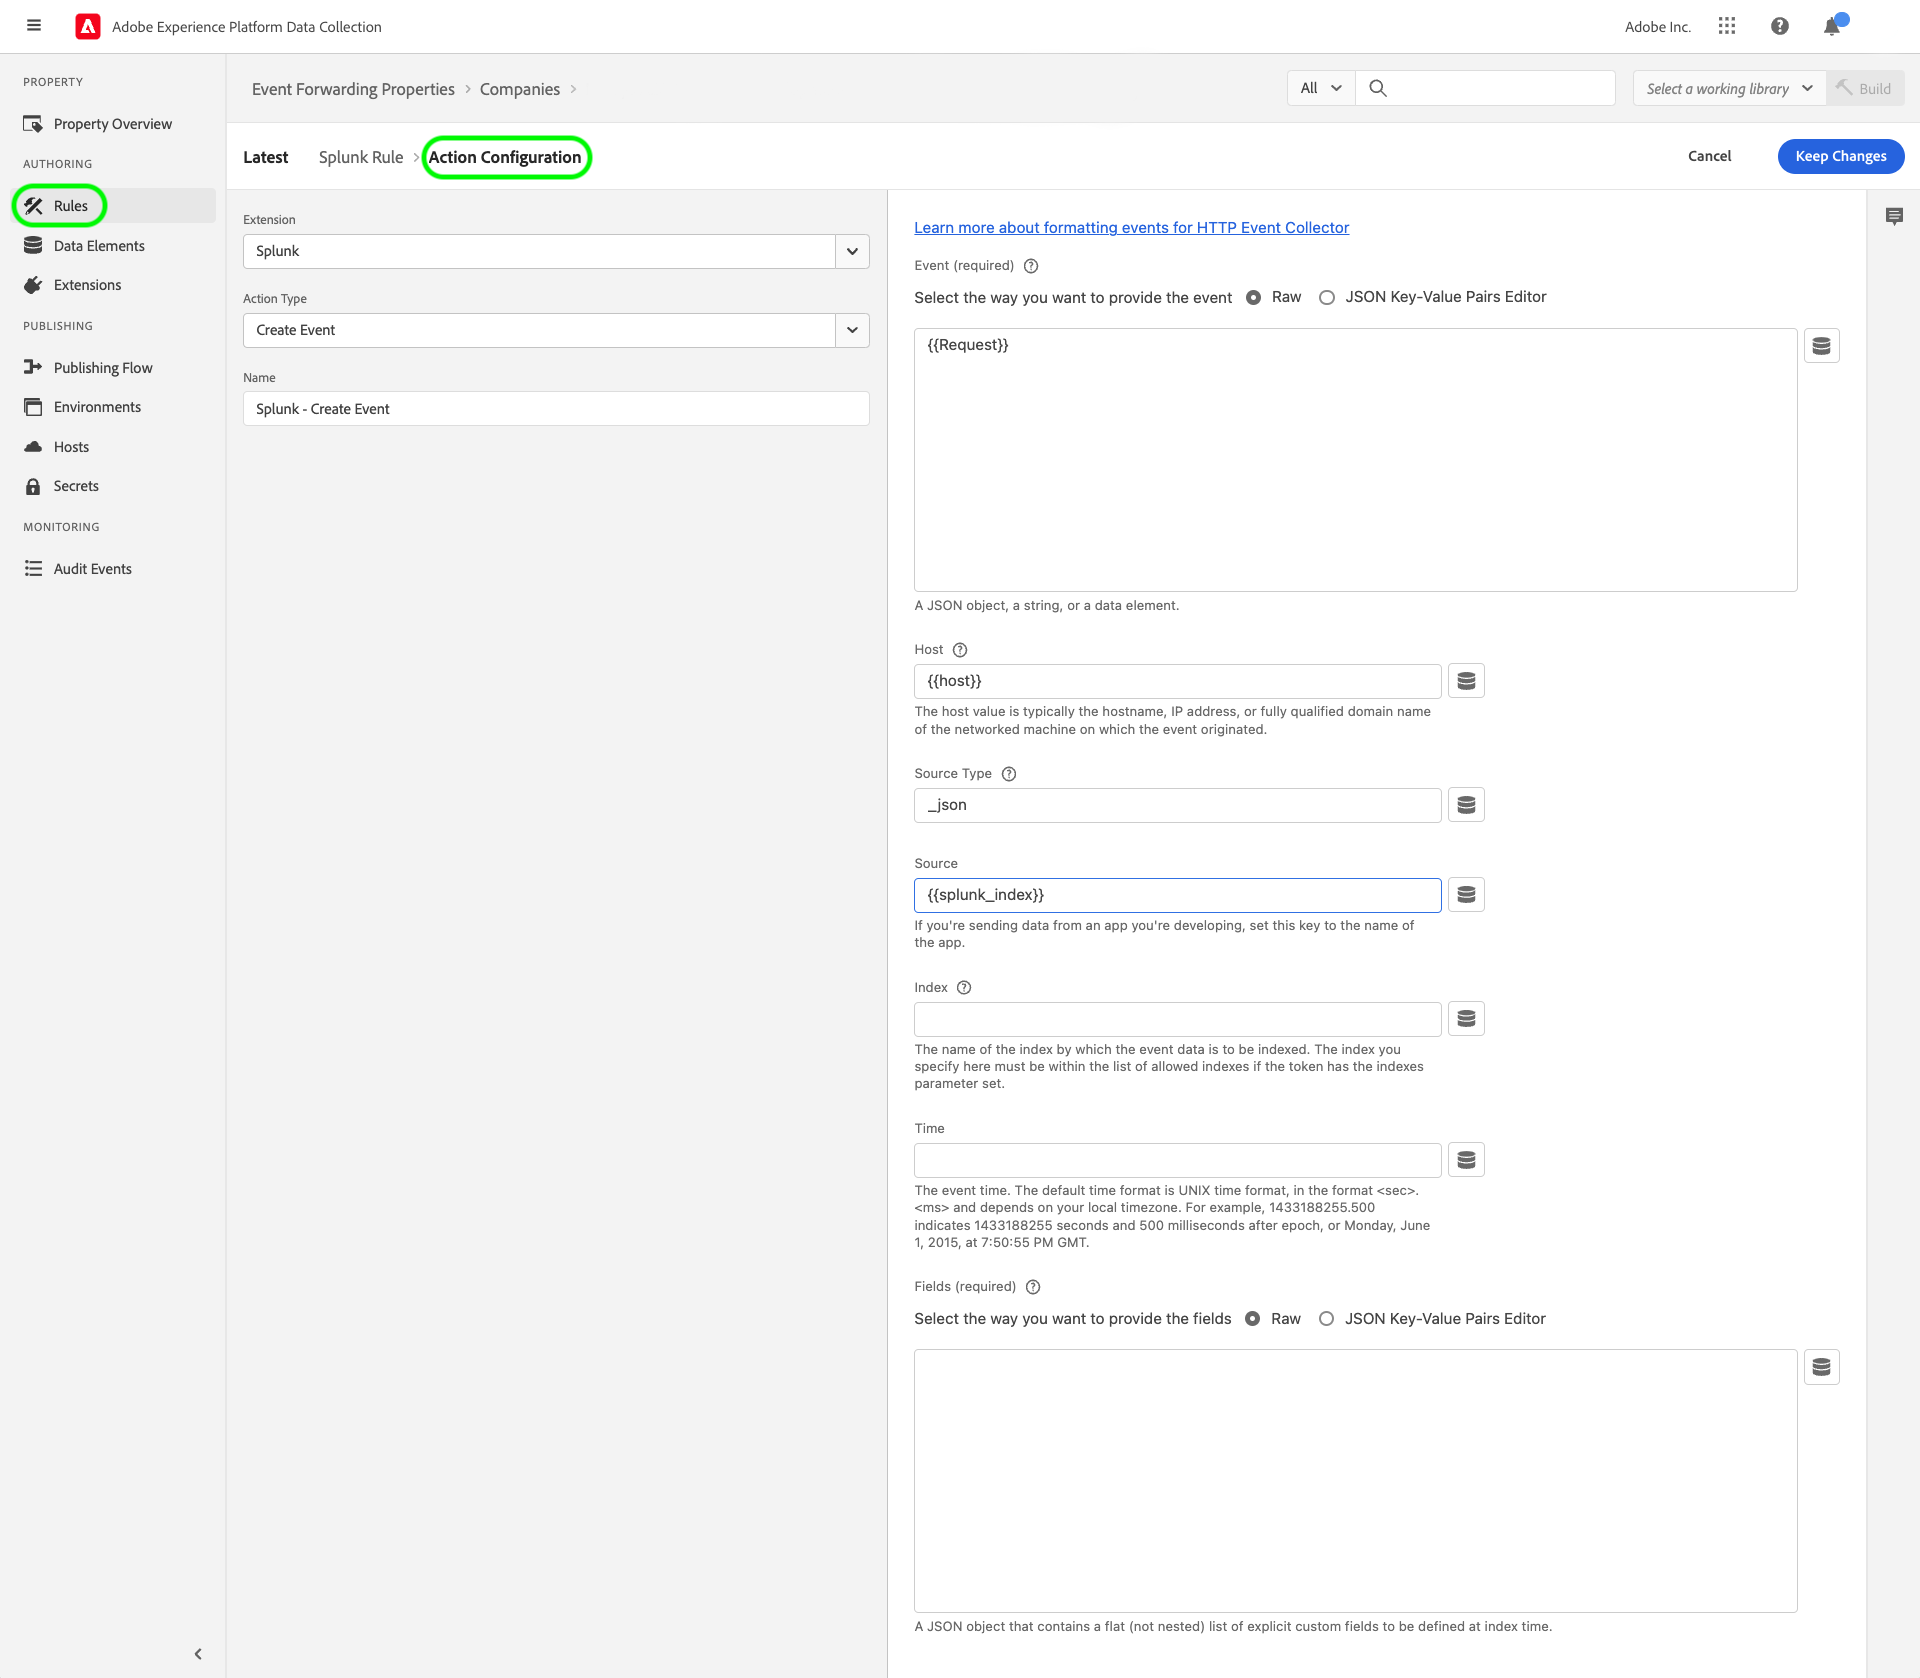 Adobe Experience Platform Data Collection
Adobe Inc.
PROPERTY
Property Overview
AUTHORING
Rules
Data Elements
Extensions
PUBLISHING
Publishing Flow
Environments
Hosts
Secrets
MONITORING
Audit Events
Event Forwarding Properties > Companies >
All
Select a working library
Build
Latest
Splunk Rule > Action Configuration
Cancel
Keep Changes
Extension
Splunk
Action Type
Create Event
Name
Splunk - Create Event
Learn more about formatting events for HTTP Event Collector
Event (required)
Select the way you want to provide the event Raw JSON Key-Value Pairs Editor
{{Request}}
A JSON object, a string, or a data element.
Host
{{host}}
The host value is typically the hostname, IP address, or fully qualified domain name
of the networked machine on which the event originated.
Source Type
_json
Source
{{splunk_index}}
If you're sending data from an app you're developing, set this key to the name of
the app.
Index
The name of the index by which the event data is to be indexed. The index you
specify here must be within the list of allowed indexes if the token has the indexes
parameter set.
Time
The event time. The default time format is UNIX time format, in the format <sec>.
<ms> and depends on your local timezone. For example, 1433188255.500
indicates 1433188255 seconds and 500 milliseconds after epoch, or Monday, June
1, 2015, at 7:50:55 PM GMT.
Fields (required)
Select the way you want to provide the fields Raw JSON Key-Value Pairs Editor
A JSON object that contains a flat (not nested) list of explicit custom fields to be defined at index time.